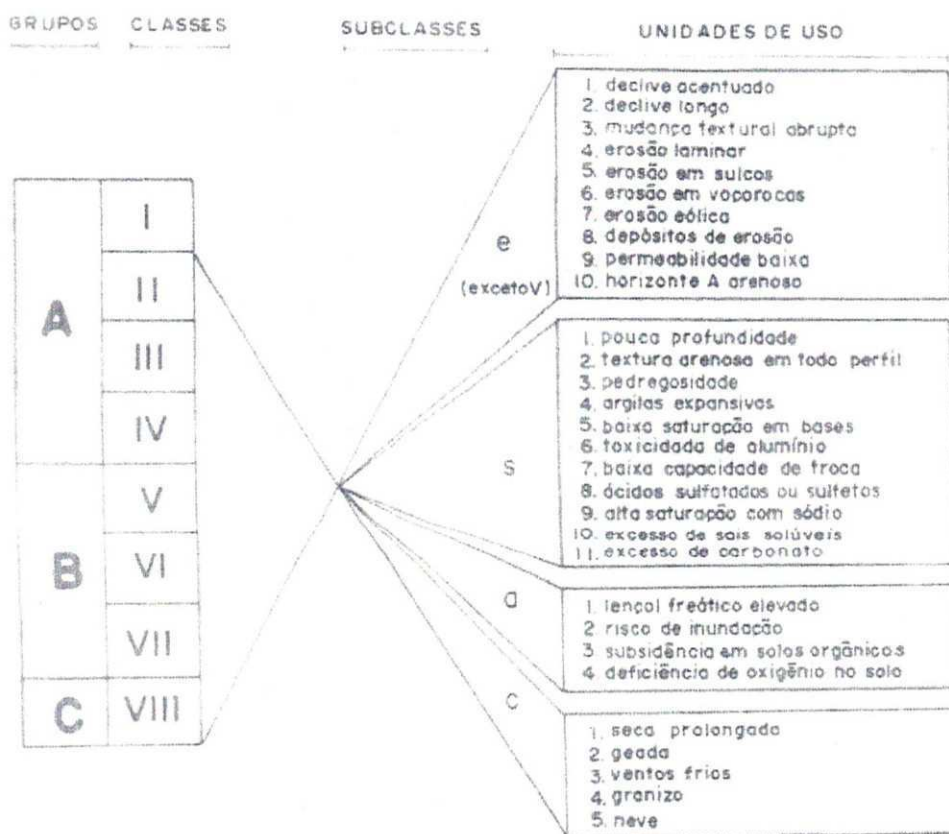 GRUPOS CLASSES SUBCLASSES UNIDADES DE USO
A
I
II
III
IV
B
V
VI
VII
C
VIII
e
(exceto V)
1. declive acentuado
2. declive longo
3. mudança textural abrupta
4. erosão laminar
5. erosão em sulcos
6. erosão em voçorocas
7. erosão eólica
8. depósitos de erosão
9. permeabilidade baixa
10. horizonte A arenoso
s
1. pouca profundidade
2. textura arenosa em todo perfil
3. pedregosidade
4. argilas expansivas
5. baixa saturação em bases
6. toxicidada de alumínio
7. baixa capacidade de troca
8. ácidos sulfatados ou sulfetos
9. alta saturação com sódio
10. excesso de sais solúveis
11. excesso de carbonato
a
1. lençol freático elevado
2. risco de inundação
3. subsidência em solos orgânicos
4. deficiência de oxigênio no solo
c
1. seca prolongada
2. geada
3. ventos frios
4. granizo
5. neve